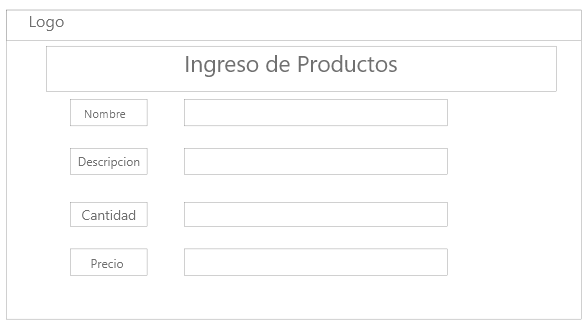 Logo
Ingreso de Productos
Nombre
Descripcion
Cantidad
Precio